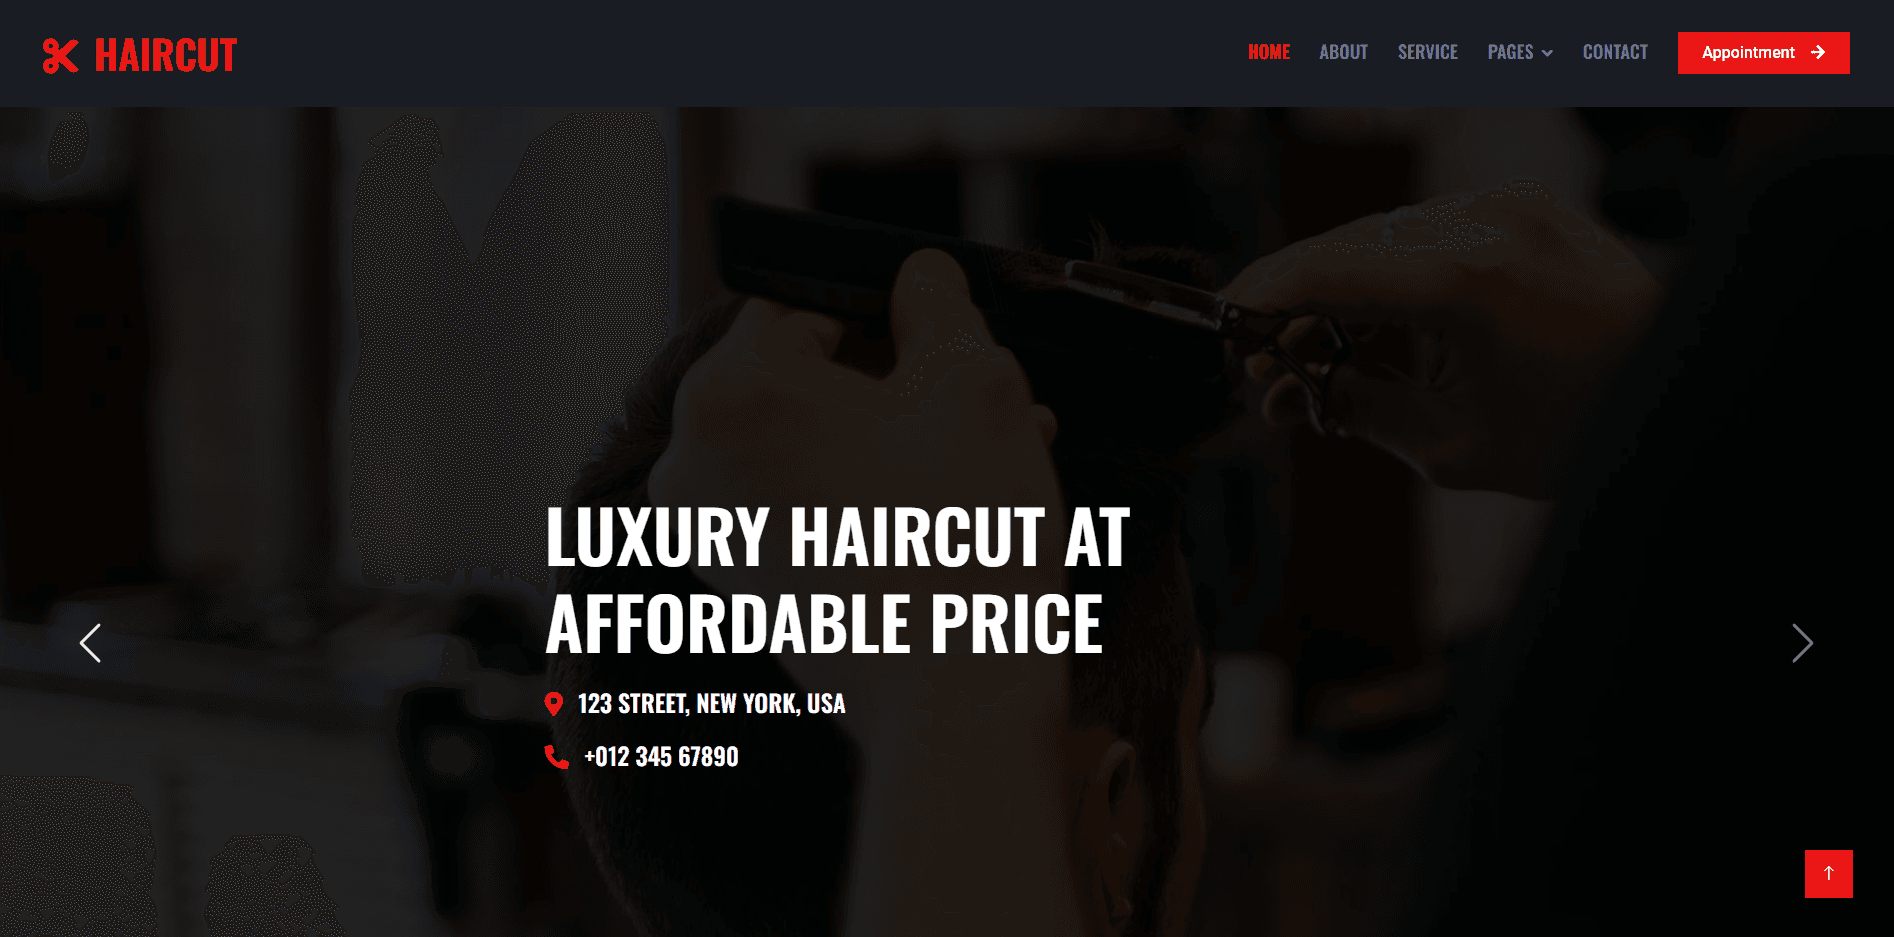 HAIRCUT
HOME ABOUT SERVICE PAGES CONTACT Appointment
LUXURY HAIRCUT AT
AFFORDABLE PRICE
123 STREET, NEW YORK, USA
+012 345 67890